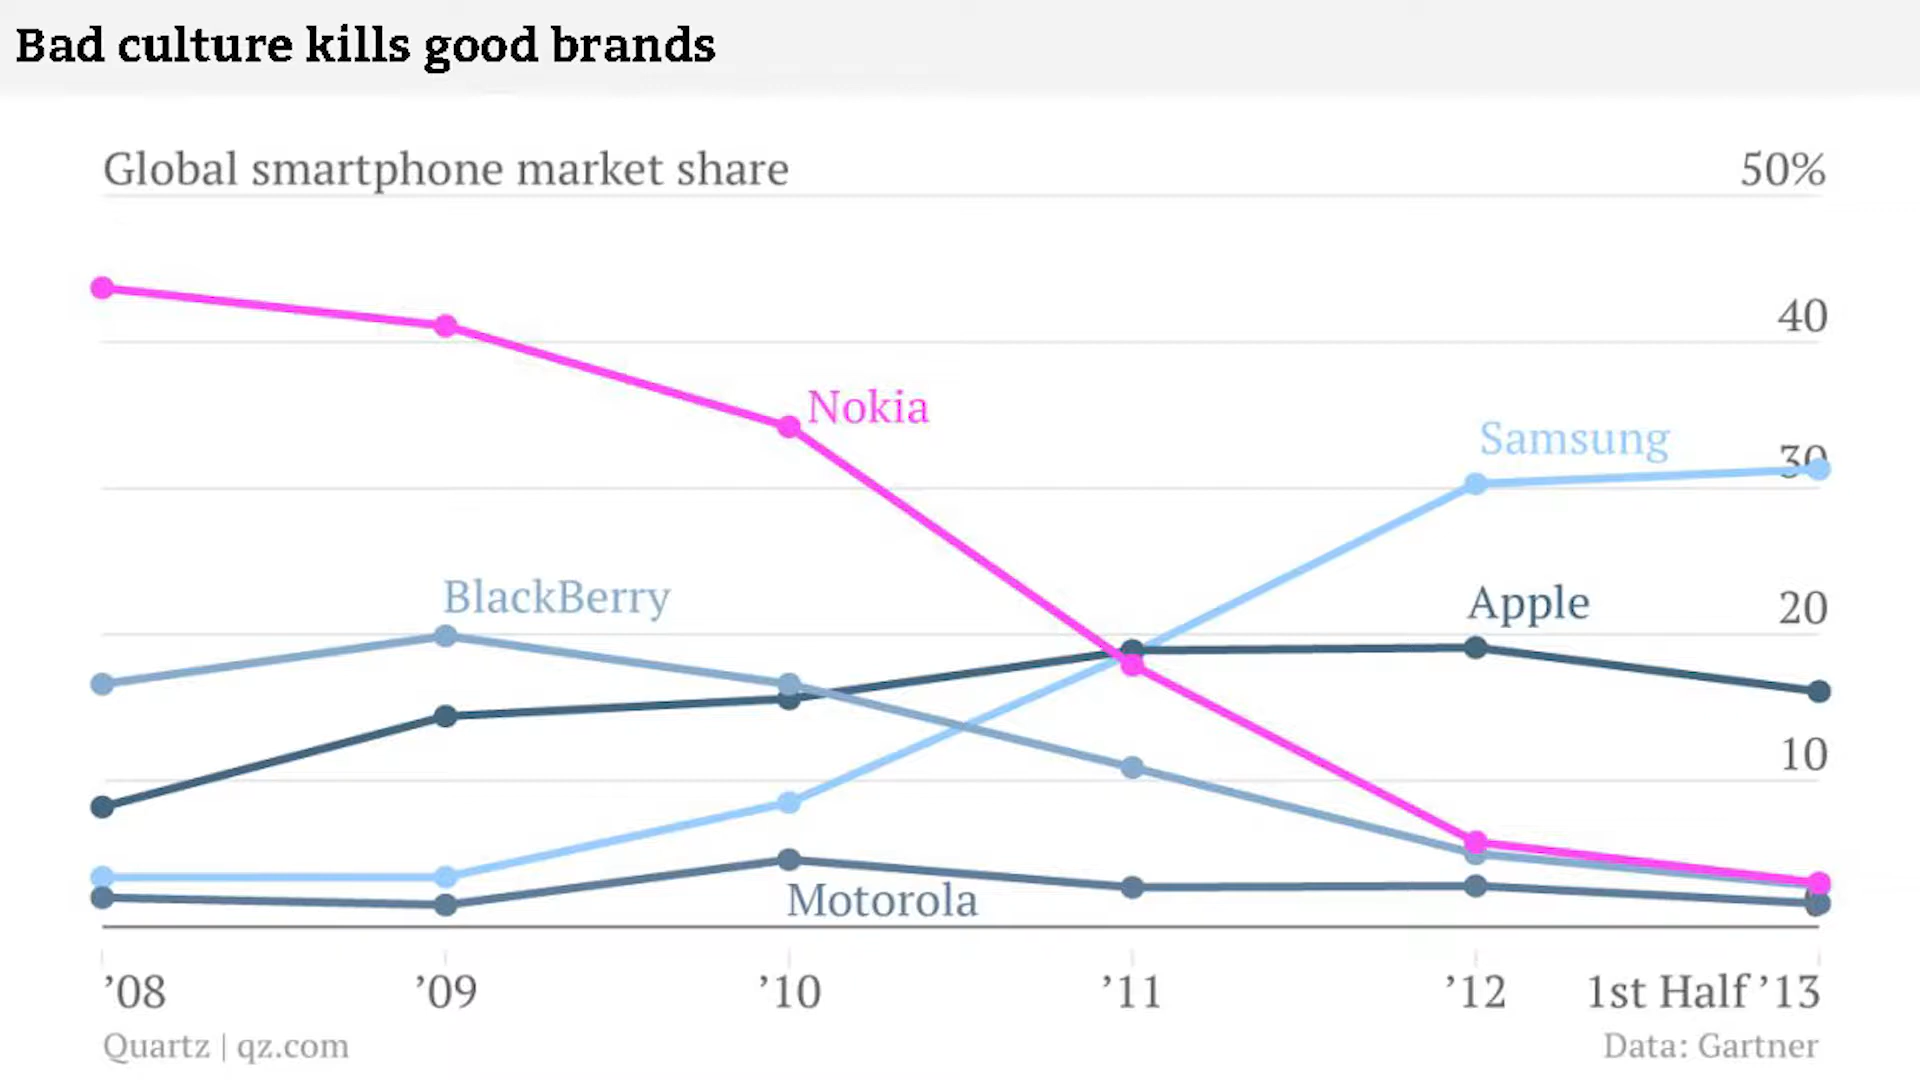 Bad culture kills good brands
Global smartphone market share
50%
40
Nokia
Samsung
30
BlackBerry
Apple
20
10
Motorola
’08 ’09 ’10 ’11 ’12 1st Half ’13
Quartz | qz.com
Data: Gartner